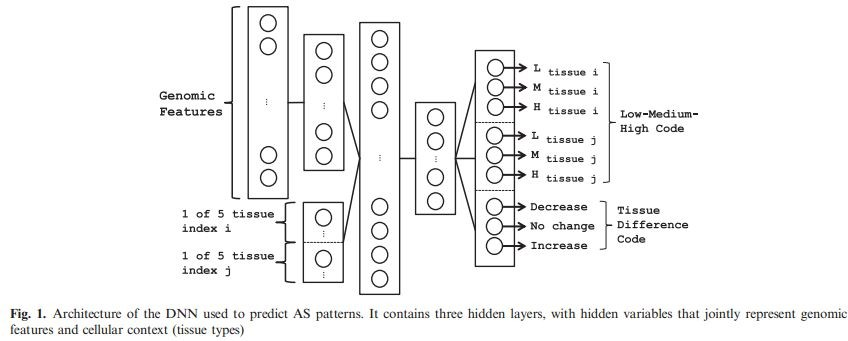 Genomic
Features
1 of 5 tissue
index i
1 of 5 tissue
index j
L tissue i
M tissue i
H tissue i
L tissue j
M tissue j
H tissue j
Low-Medium-
High Code
Decrease
No change
Increase
Tissue
Difference
Code
Fig. 1. Architecture of the DNN used to predict AS patterns. It contains three hidden layers, with hidden variables that jointly represent genomic
features and cellular context (tissue types)